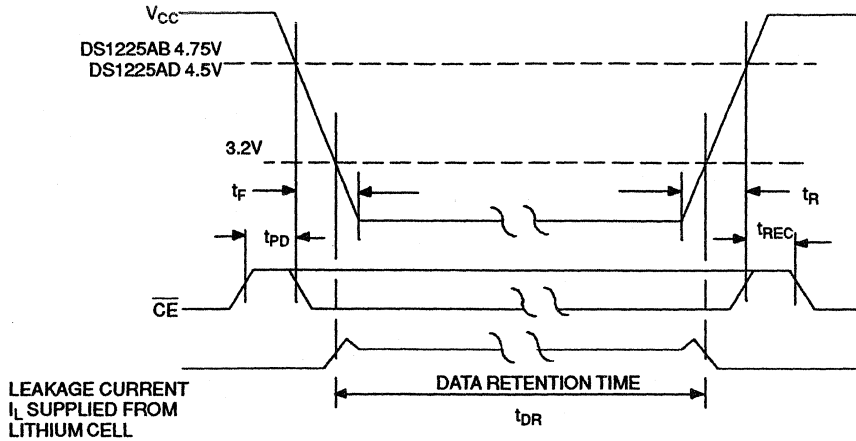 VCC
DS1225AB 4.75V
DS1225AD 4.5V
3.2V
tF
tR
tPD
tREC
CE
DATA RETENTION TIME
tDR
LEAKAGE CURRENT
IL SUPPLIED FROM
LITHIUM CELL